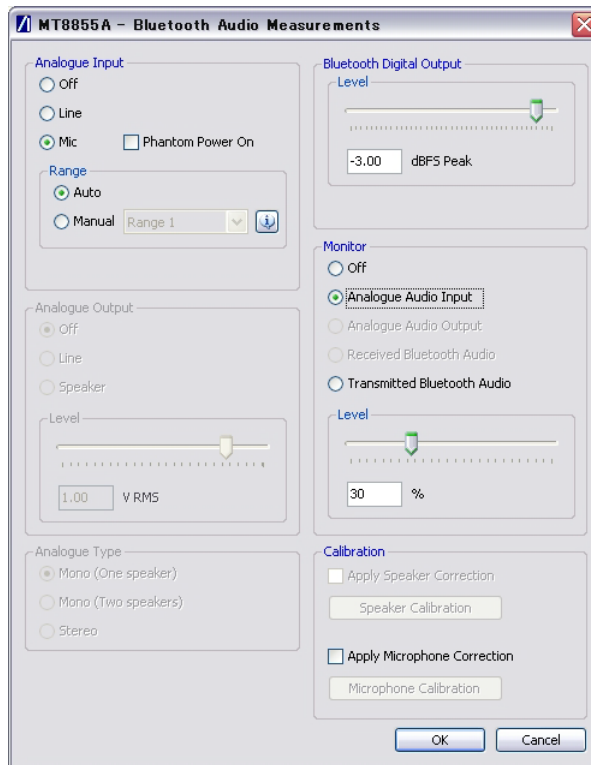 MT8855A - Bluetooth Audio Measurements
Analogue Input
Off
Line
Mic
Phantom Power On
Range
Auto
Manual
Range 1
Analogue Output
Off
Line
Speaker
Level
1.00 V RMS
Analogue Type
Mono (One speaker)
Mono (Two speakers)
Stereo
Bluetooth Digital Output
Level
-3.00 dBFS Peak
Monitor
Off
Analogue Audio Input
Analogue Audio Output
Received Bluetooth Audio
Transmitted Bluetooth Audio
Level
30 %
Calibration
Apply Speaker Correction
Speaker Calibration
Apply Microphone Correction
Microphone Calibration
OK
Cancel